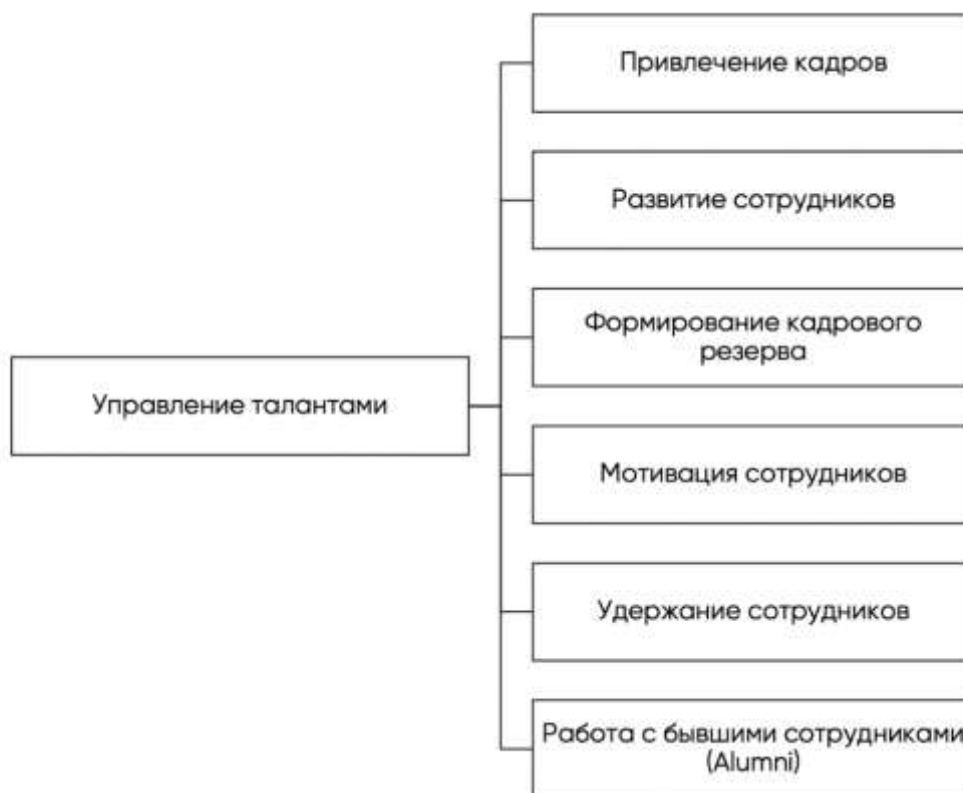 Привлечение кадров
Развитие сотрудников
Формирование кадрового
резерва
Управление талантами
Мотивация сотрудников
Удержание сотрудников
Работа с бывшими сотрудниками
(Alumni)